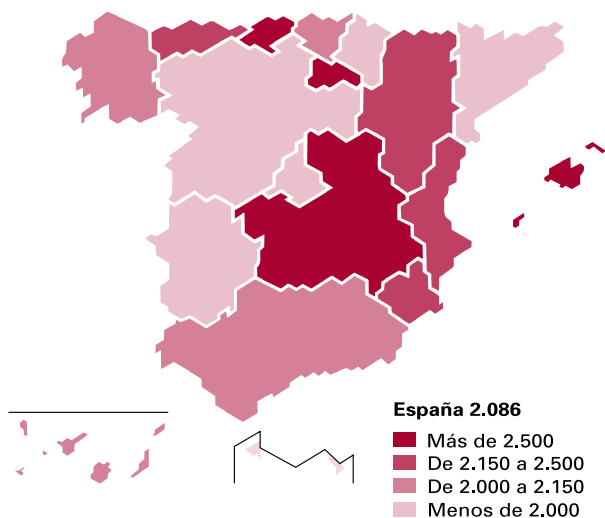 España 2.086
Más de 2.500
De 2.150 a 2.500
De 2.000 a 2.150
Menos de 2.000